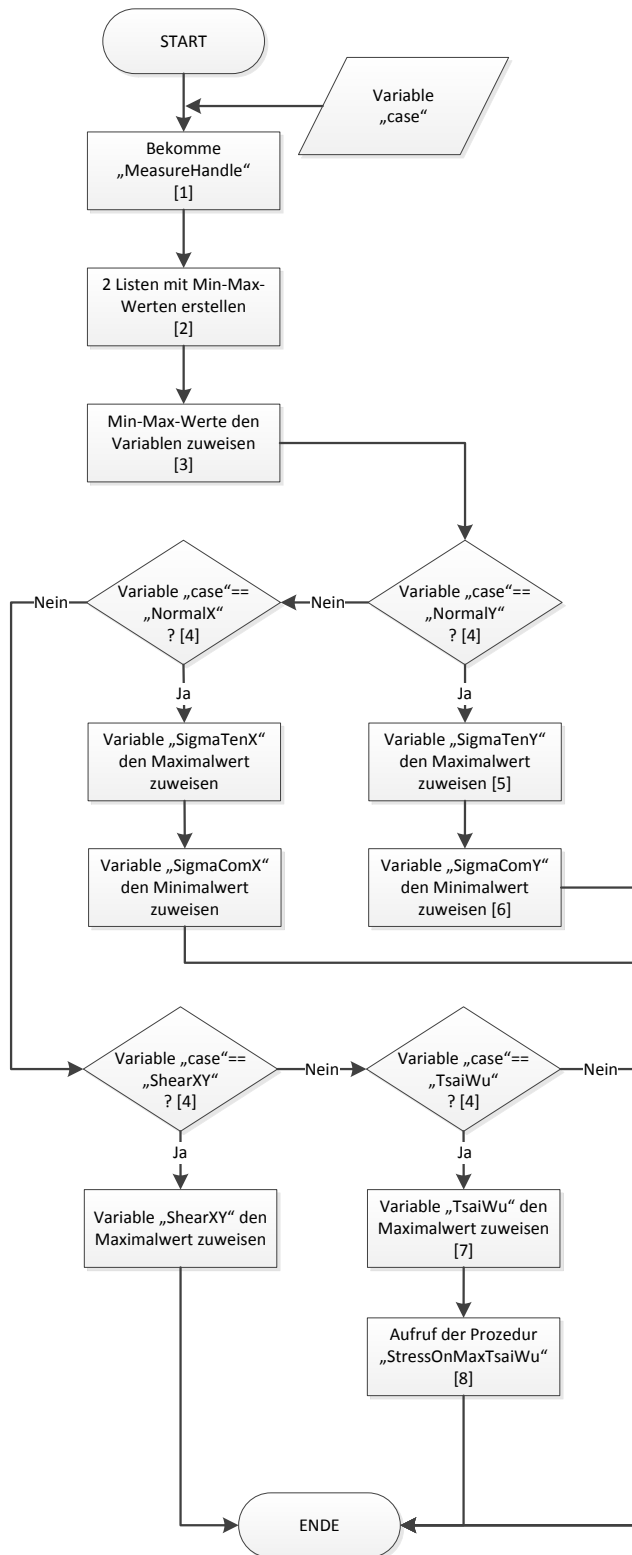 START
Variable
„case“
Bekomme
„MeasureHandle“
[1]
2 Listen mit Min-Max-
Werten erstellen
[2]
Min-Max-Werte den
Variablen zuweisen
[3]
Variable „case“==
„NormalY“
? [4]
Nein
Variable „case“==
„NormalX“
? [4]
Nein
Ja
Ja
Variable „SigmaTenX“
den Maximalwert
zuweisen
Variable „SigmaTenY“
den Maximalwert
zuweisen [5]
Variable „SigmaComX“
den Minimalwert
zuweisen
Variable „SigmaComY“
den Minimalwert
zuweisen [6]
Variable „case“==
„ShearXY“
? [4]
Nein
Variable „case“==
„TsaiWu“
? [4]
Nein
Ja
Ja
Variable „ShearXY“ den
Maximalwert zuweisen
Variable „TsaiWu“ den
Maximalwert zuweisen
[7]
Aufruf der Prozedur
„StressOnMaxTsaiWu“
[8]
ENDE